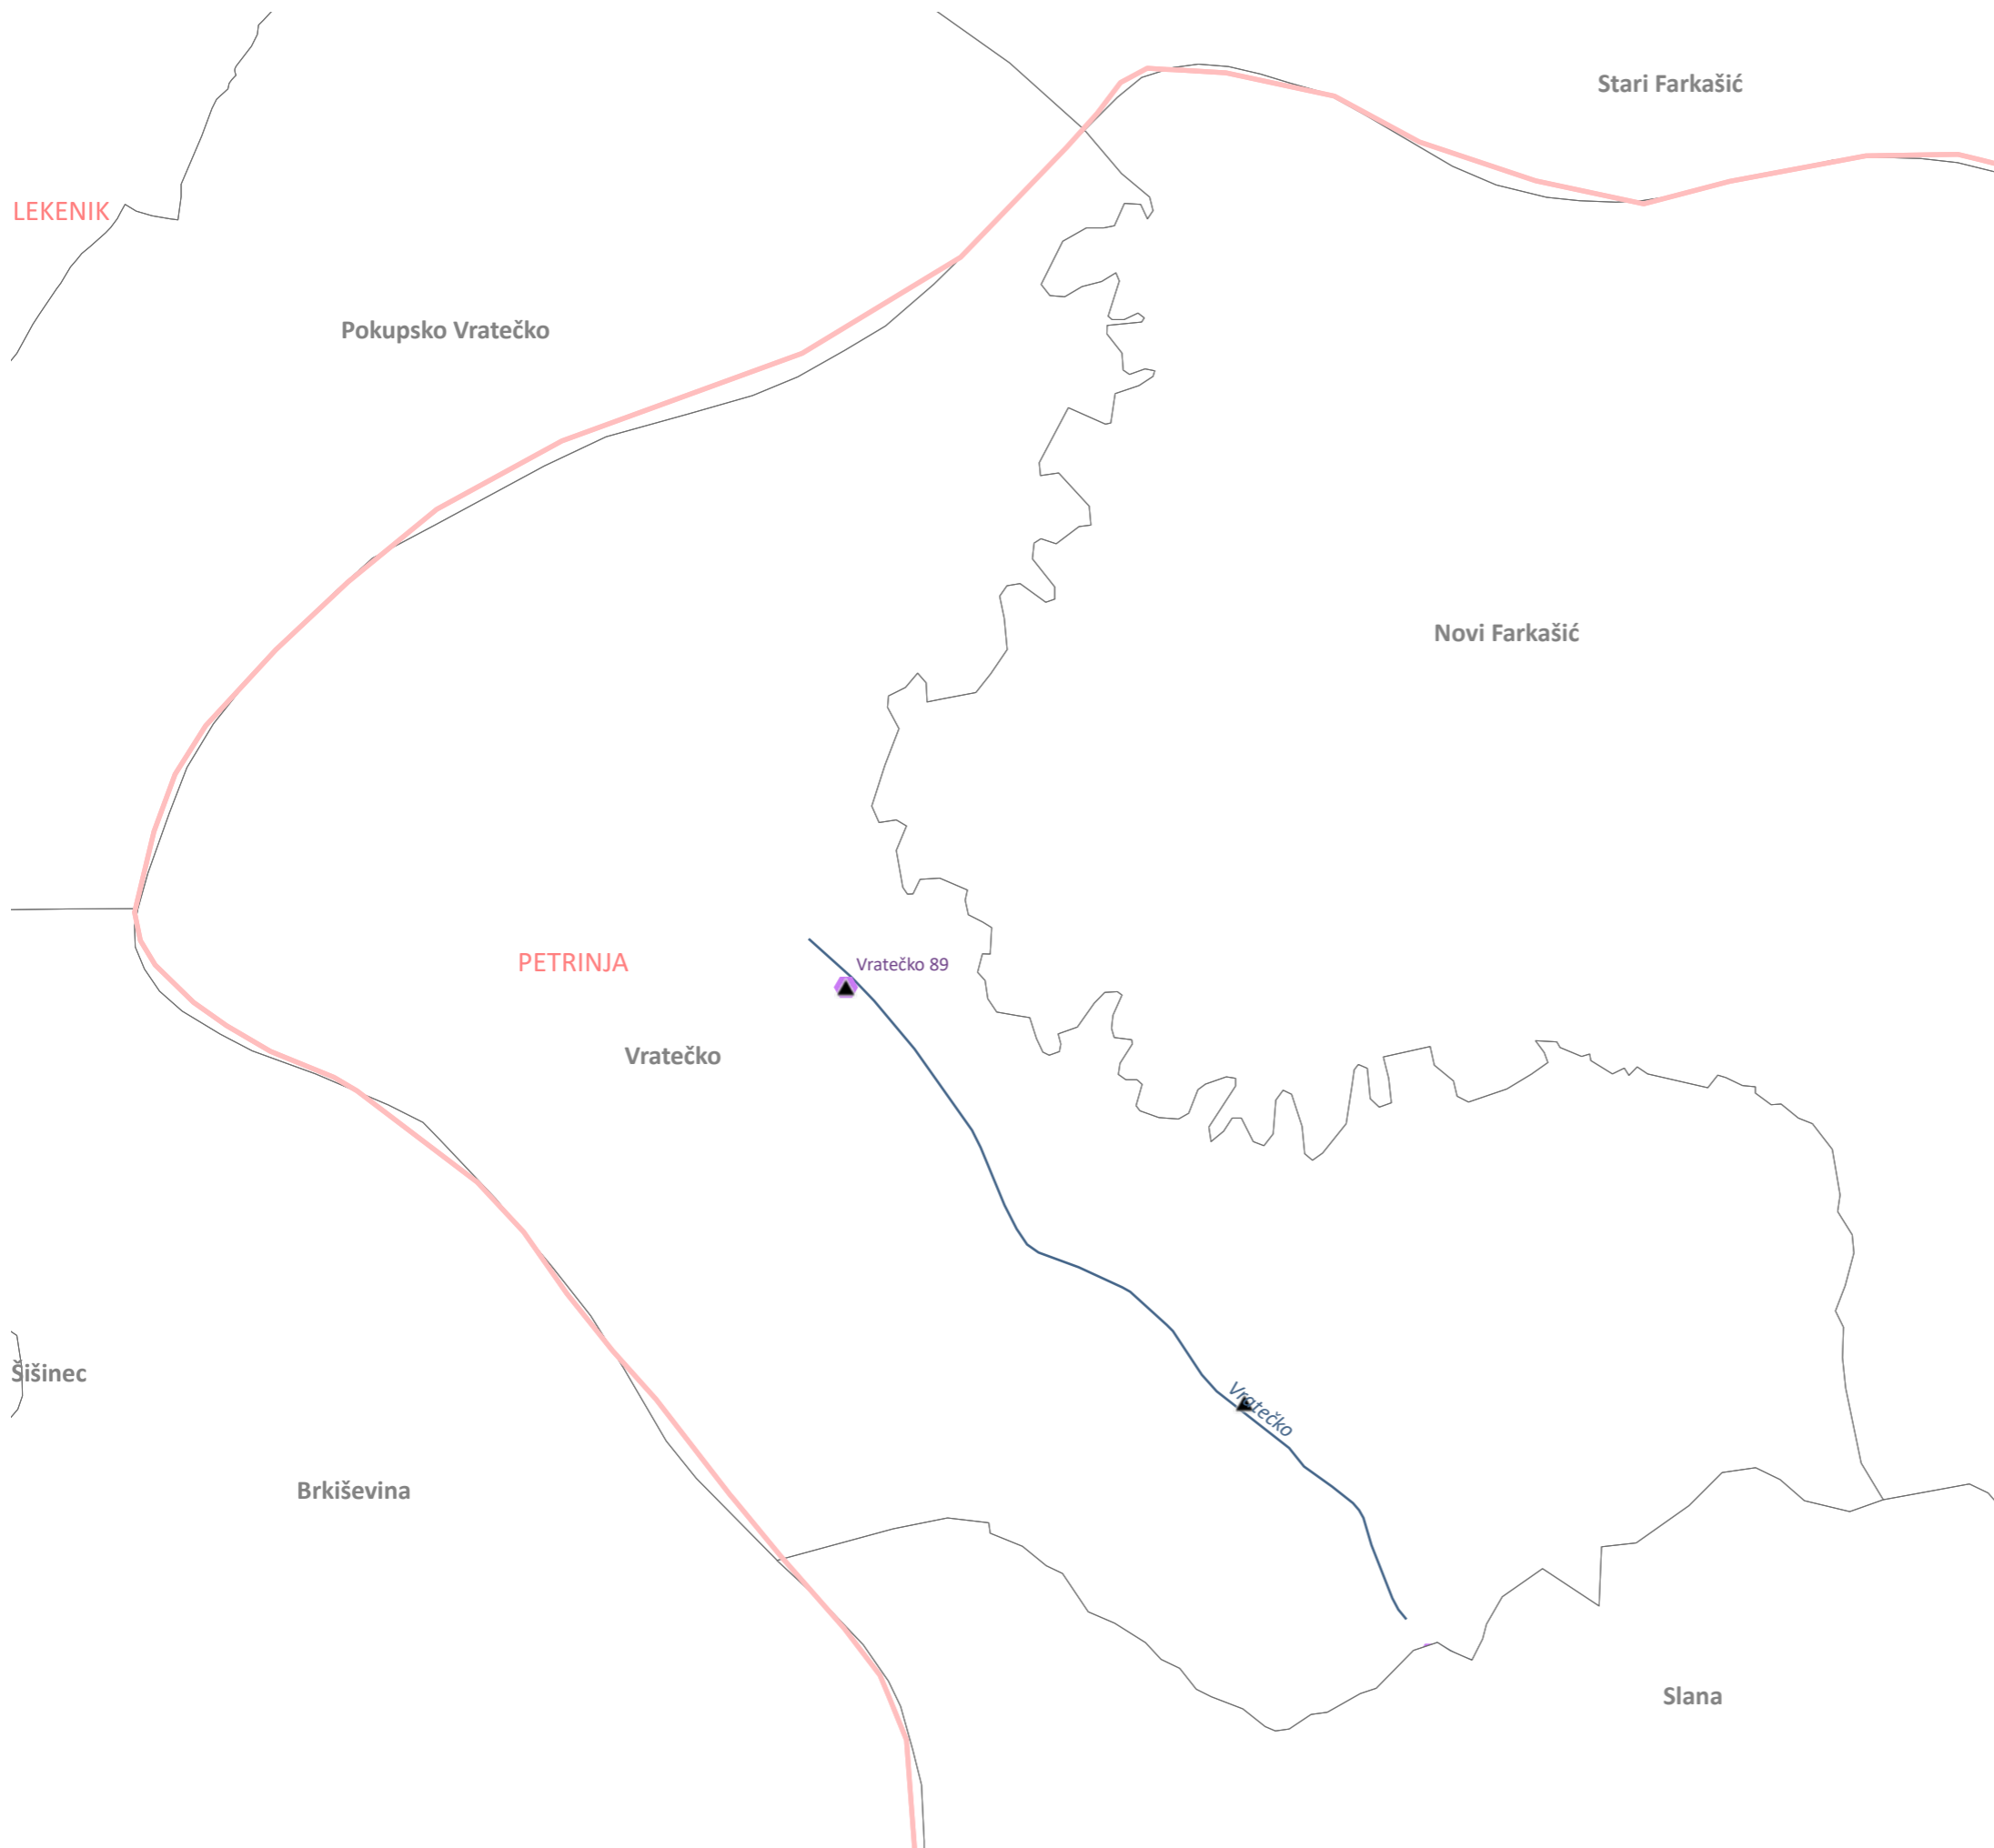 Stari Farkašić
LEKENIK
Pokupsko Vratečko
Novi Farkašić
PETRINJA
Vratečko 89
Vratečko
Šišinec
Vratečko
Brkiševina
Slana